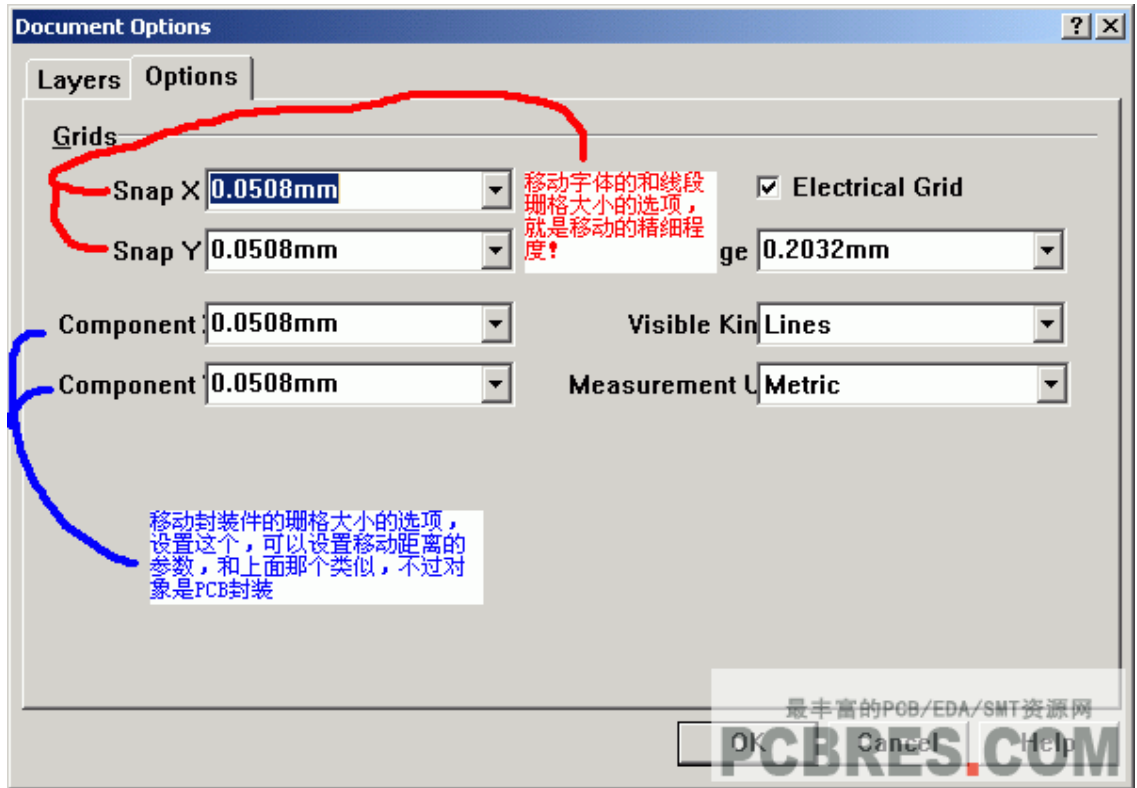 Document Options
Layers
Options
Grids
Snap X 0.0508mm
移动字体的和线段
珊格大小的选项，
就是移动的精细程
度！
Electrical Grid
Snap Y 0.0508mm
ge 0.2032mm
Component 0.0508mm
Visible Kin Lines
Component 0.0508mm
Measurement U Metric
移动封装件的珊格大小的选项，
设置这个，可以设置移动距离的
参数，和上面那个类似，不过对
象是PCB封装
最丰富的PCB/EDA/SMT资源网
OK Cancel Help
PCBRES.COM